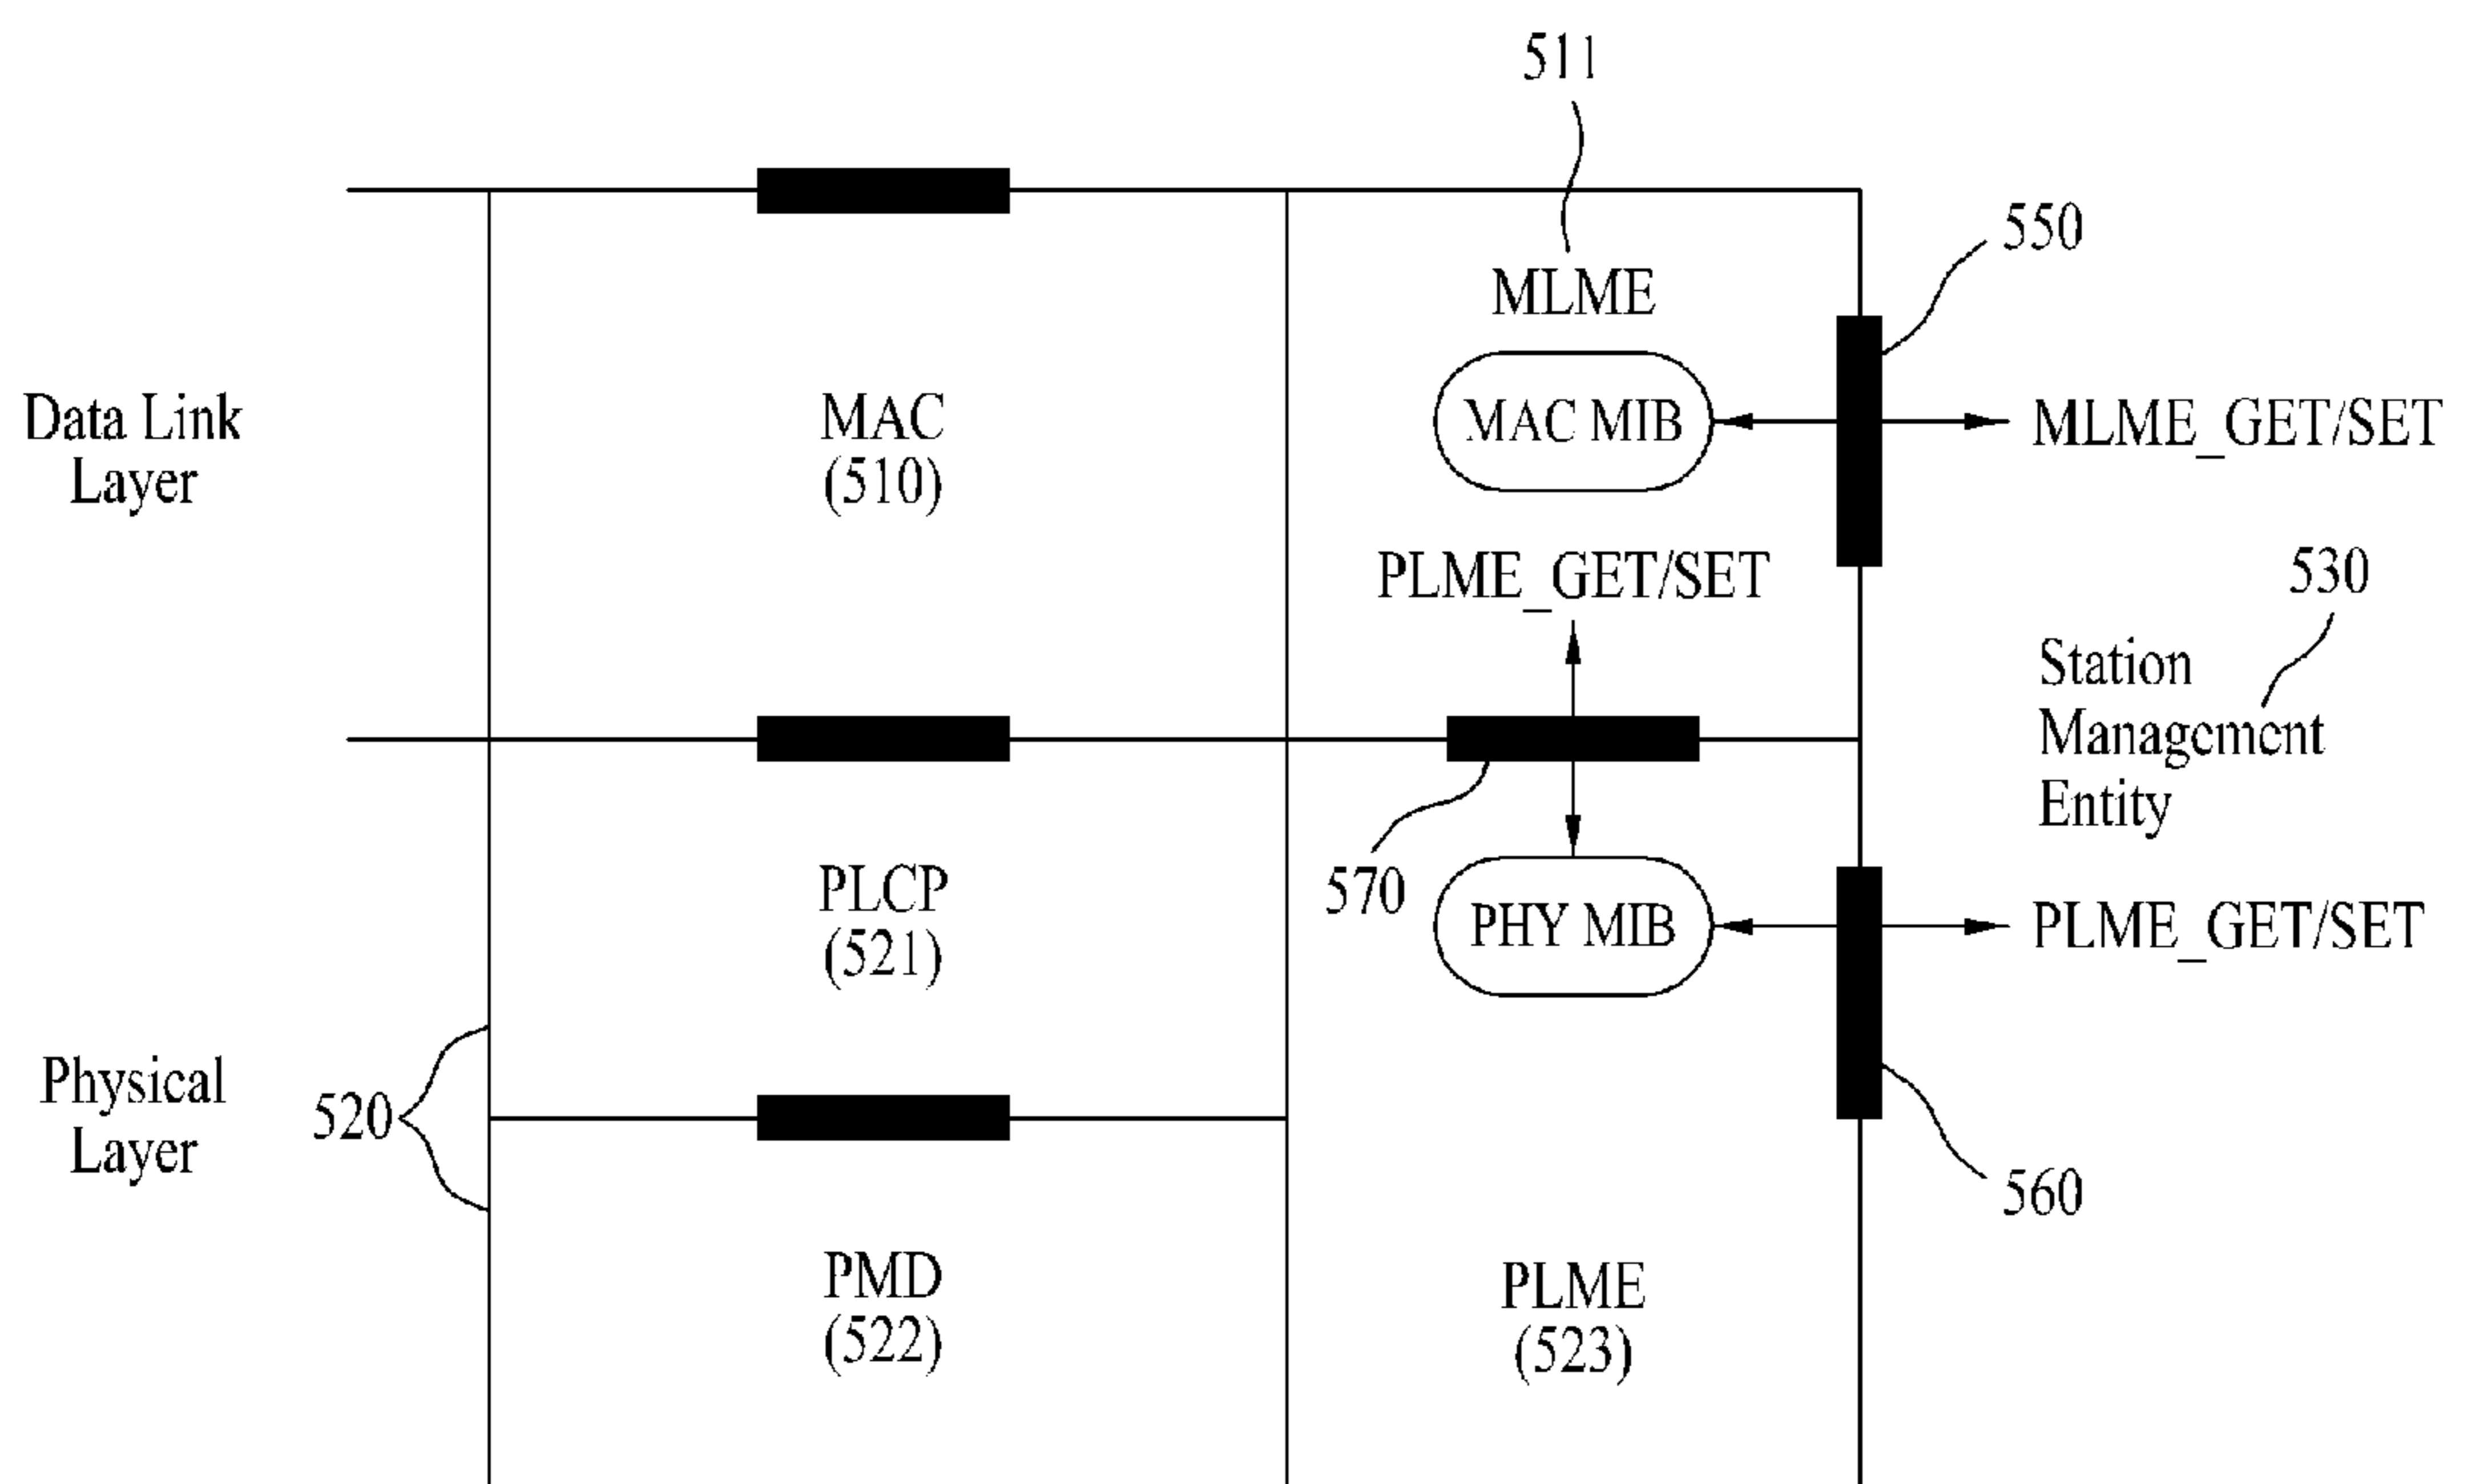 511
550
MLME
Data Link
Layer
MAC
(510)
MAC MIB
MLME_GET/SET
PLME_GET/SET
530
Station
Management
Entity
PLCP
(521)
570
PHY MIB
PLME_GET/SET
Physical
Layer
520
560
PMD
(522)
PLME
(523)